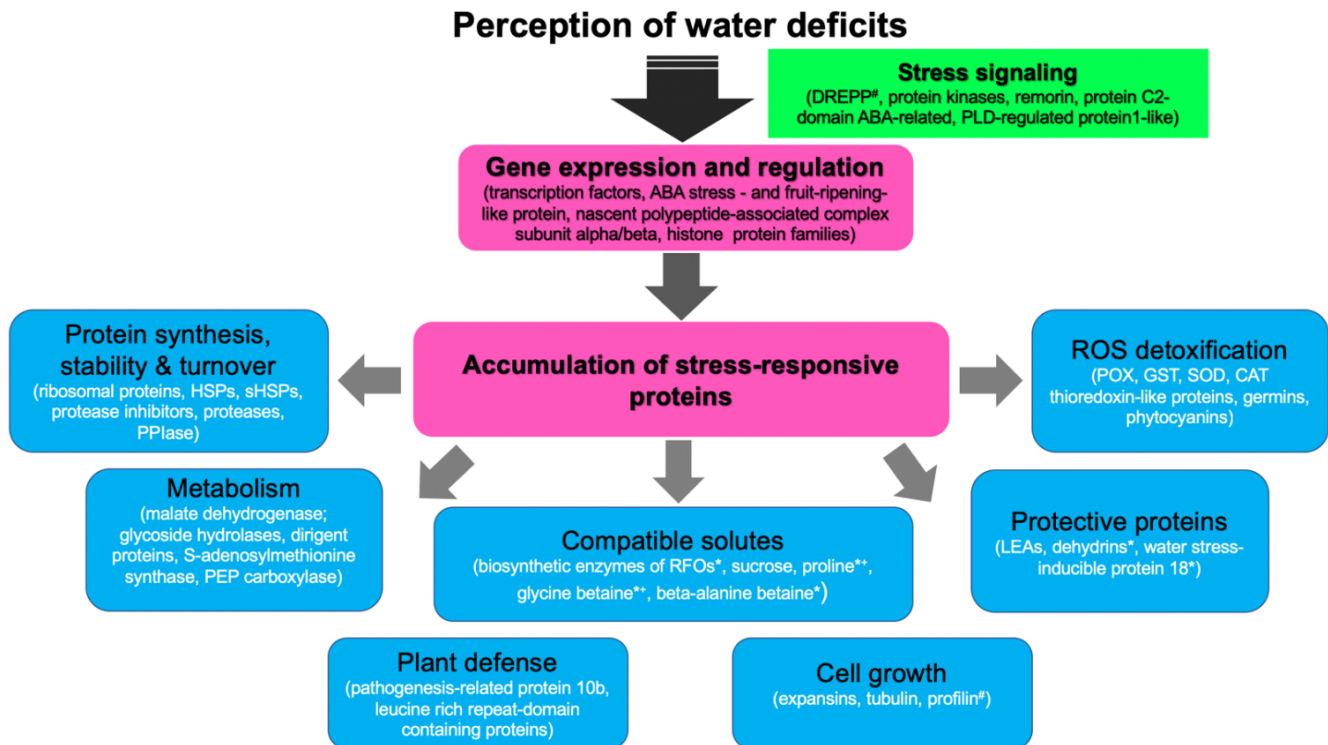 Perception of water deficits
Stress signaling
(DREPP#, protein kinases, remorin, protein C2-
domain ABA-related, PLD-regulated protein1-like)
Gene expression and regulation
(transcription factors, ABA stress - and fruit-ripening-
like protein, nascent polypeptide-associated complex
subunit alpha/beta, histone protein families)
Protein synthesis,
stability & turnover
(ribosomal proteins, HSPs, sHSPs,
protease inhibitors, proteases,
PPIase)
Accumulation of stress-responsive
proteins
ROS detoxification
(POX, GST, SOD, CAT
thioredoxin-like proteins, germins,
phytocyanins)
Metabolism
(malate dehydrogenase;
glycoside hydrolases, dirigent
proteins, S-adenosylmethionine
synthase, PEP carboxylase)
Compatible solutes
(biosynthetic enzymes of RFOs*, sucrose, proline*+,
glycine betaine*+, beta-alanine betaine*)
Protective proteins
(LEAs, dehydrins*, water stress-
inducible protein 18*)
Plant defense
(pathogenesis-related protein 10b,
leucine rich repeat-domain
containing proteins)
Cell growth
(expansins, tubulin, profilin#)